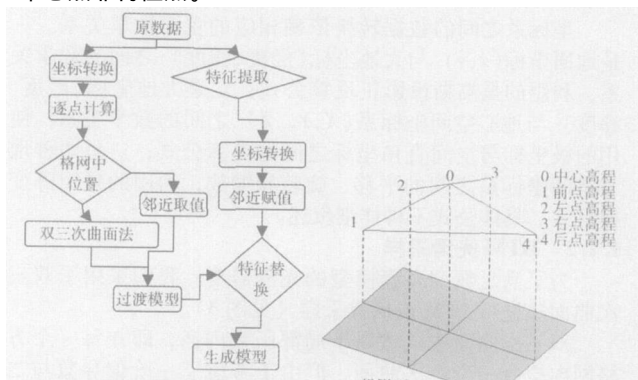 原数据
坐标转换
特征提取
逐点计算
格网中
位置
坐标转换
邻近取值
邻近赋值
双三次曲面法
过渡模型
特征替
换
生成模型
0
3
2
1
4
0 中心高程
1 前点高程
2 左点高程
3 右点高程
4 后点高程